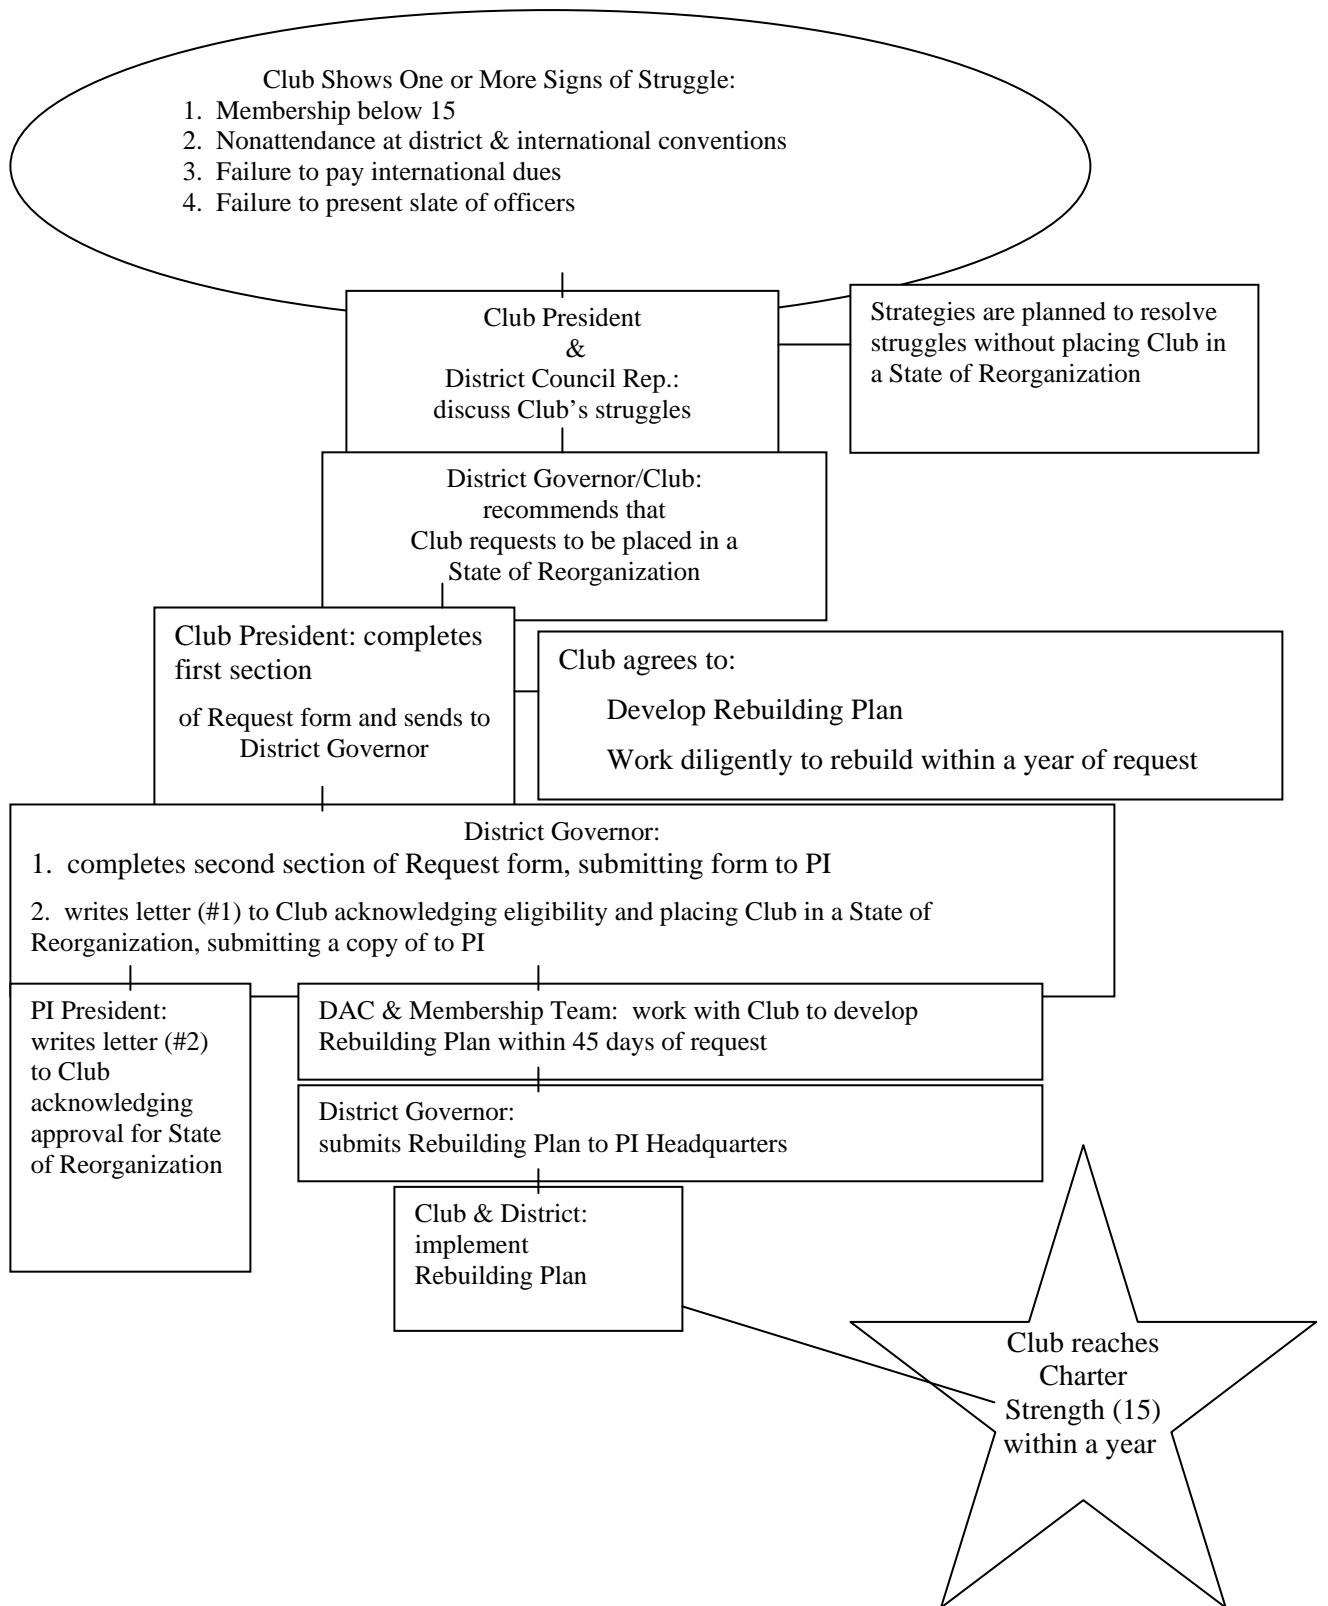 Club Shows One or More Signs of Struggle:
1. Membership below 15
2. Nonattendance at district & international conventions
3. Failure to pay international dues
4. Failure to present slate of officers
Club President
&
District Council Rep.:
discuss Club’s struggles
Strategies are planned to resolve
struggles without placing Club in
a State of Reorganization
District Governor/Club:
recommends that
Club requests to be placed in a
State of Reorganization
Club President: completes
first section
of Request form and sends to
District Governor
Club agrees to:
Develop Rebuilding Plan
Work diligently to rebuild within a year of request
District Governor:
1. completes second section of Request form, submitting form to PI
2. writes letter (#1) to Club acknowledging eligibility and placing Club in a State of
Reorganization, submitting a copy of to PI
PI President:
writes letter (#2)
to Club
acknowledging
approval for State
of Reorganization
DAC & Membership Team: work with Club to develop
Rebuilding Plan within 45 days of request
District Governor:
submits Rebuilding Plan to PI Headquarters
Club & District:
implement
Rebuilding Plan
Club reaches
Charter
Strength (15)
within a year